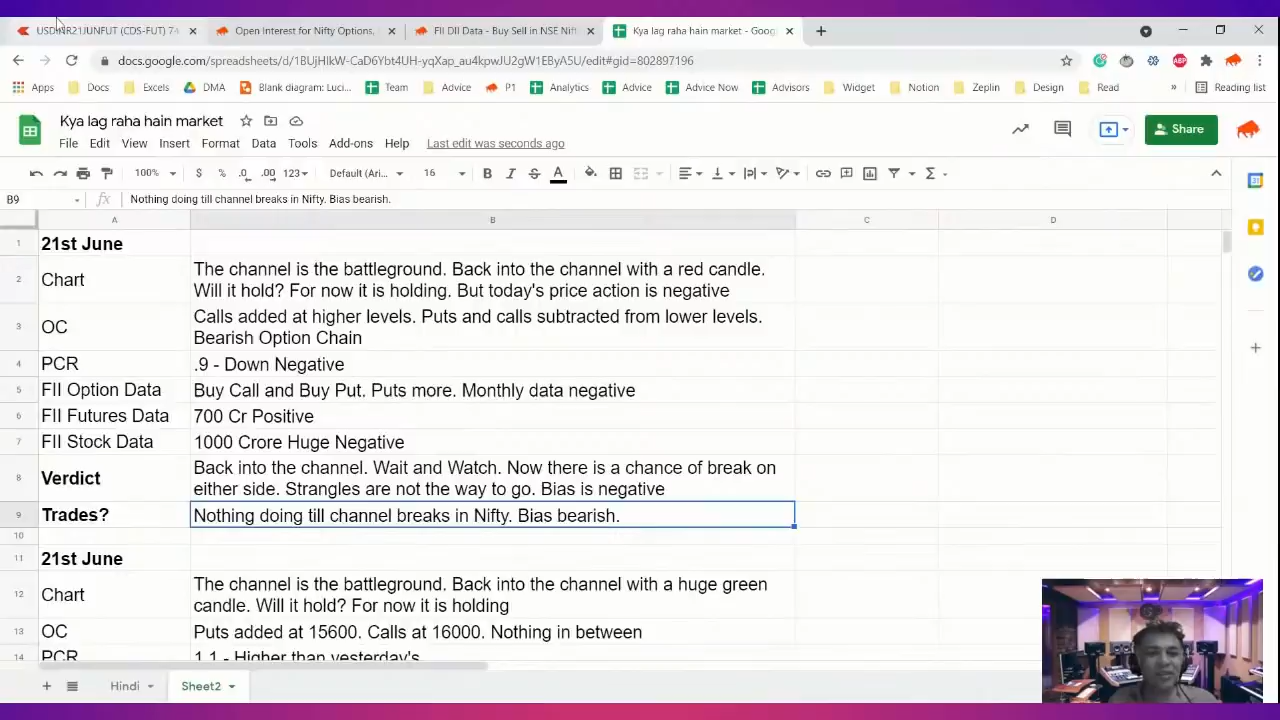 USDINR21JUNFUT (CDS-FUT) 74
Open Interest for Nifty Options,
FII DII Data - Buy Sell in NSE Nift
Kya lag raha hain market - Goog
docs.google.com/spreadsheets/d/1BUjHIkW-CaD6Ybt4UH-yqXap_au4kpwJU2gW1EByA5U/edit#gid=802897196
Apps Docs Excels DMA Blank diagram: Luci... Team Advice P1 Analytics Advice Advice Now Advisors Widget Notion Zeplin Design Read » Reading list
Kya lag raha hain market
File Edit View Insert Format Data Tools Add-ons Help Last edit was seconds ago
Share
100% $ % .0 .00 123 Default (Ari... 16 B I S A
B9 fx Nothing doing till channel breaks in Nifty. Bias bearish.
A B C D
1 21st June
2 Chart The channel is the battleground. Back into the channel with a red candle.
Will it hold? For now it is holding. But today's price action is negative
3 OC Calls added at higher levels. Puts and calls subtracted from lower levels.
Bearish Option Chain
4 PCR .9 - Down Negative
5 FII Option Data Buy Call and Buy Put. Puts more. Monthly data negative
6 FII Futures Data 700 Cr Positive
7 FII Stock Data 1000 Crore Huge Negative
8 Verdict Back into the channel. Wait and Watch. Now there is a chance of break on
either side. Strangles are not the way to go. Bias is negative
9 Trades? Nothing doing till channel breaks in Nifty. Bias bearish.
10
11 21st June
12 Chart The channel is the battleground. Back into the channel with a huge green
candle. Will it hold? For now it is holding
13 OC Puts added at 15600. Calls at 16000. Nothing in between
14 PCR 1.1 - Higher than yesterday's
Hindi Sheet2